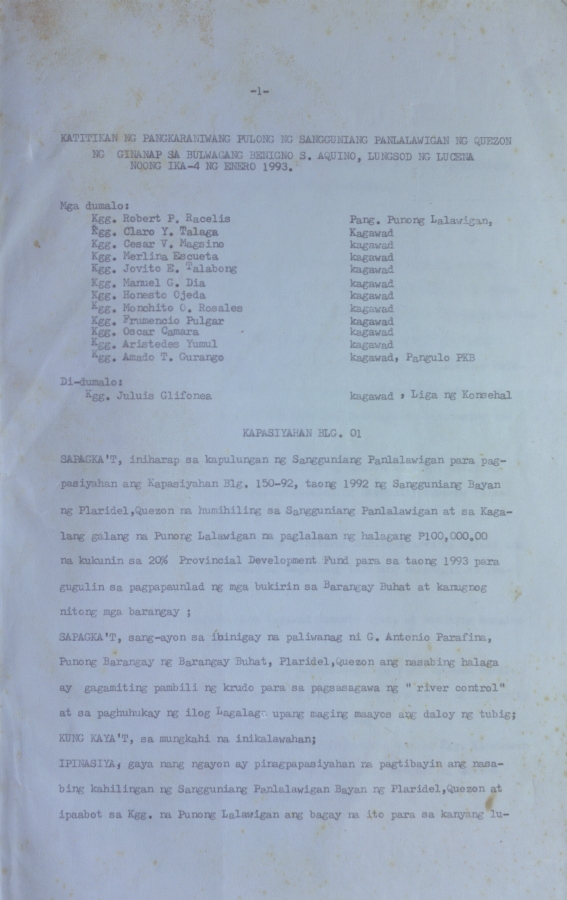 -1-
KATITIKAN NG PANGKARANIWANG PULONG NG SANGGUNIANG PANLALAWIGAN NG QUEZON
NG GINANAP SA BULWAGANG BENIGNO S. AQUINO, LUNGSOD NG LUCENA
NOONG IKA-4 NG ENERO 1993.
Mga dumalo:
Kgg. Robert P. Racelis Pang. Punong Lalawigan,
Kgg. Claro Y. Talaga Kagawad
Kgg. Cesar V. Magsino kagawad
Kgg. Merlina Escueta kagawad
Kgg. Jovito E. Talabong kagawad
Kgg. Manuel G. Dia kagawad
Kgg. Honesto Ojeda kagawad
Kgg. Monchito O. Rosales kagawad
Kgg. Frumencio Pulgar kagawad
Kgg. Oscar Camara kagawad
Kgg. Aristedes Yumul kagawad
Kgg. Amado T. Gurango kagawad, Pangulo PKB
Di-dumalo:
Kgg. Juluis Glifonea kagawad , Liga ng Konsehal
KAPASIYAHAN BLG. 01
SAPAGKA'T, iniharap sa kapulungan ng Sangguniang Panlalawigan para pag-
pasiyahan ang Kapasiyahan Blg. 150-92, taong 1992 ng Sangguniang Bayan
ng Plaridel,Quezon na humihiling sa Sangguniang Panlalawigan at sa Kaga-
lang galang na Punong Lalawigan na paglalaan ng halagang P100,000.00
na kukunin sa 20% Provincial Development Fund para sa taong 1993 para
gugulin sa pagpapaunlad ng mga bukirin sa Barangay Buhat at kanugnog
nitong mga barangay ;
SAPAGKA'T, sang-ayon sa ibinigay na paliwanag ni G. Antonio Parafina,
Punong Barangay ng Barangay Buhat, Plaridel,Quezon ang nasabing halaga
ay gagamiting pambili ng krudo para sa pagsasagawa ng " river control"
at sa paghuhukay ng ilog upang maging maayos ang daloy ng tubig;
KUNG KAYA'T, sa mungkahi na inikalawahan;
IPINASIYA, gaya nang ngayon ay pinagpapasiyahan na pagtibayin ang nasa-
bing kahilingan ng Sangguniang Panlalawigan Bayan ng Plaridel,Quezon at
ipaabot sa Kgg. na Punong Lalawigan ang bagay na ito para sa kanyang lu-